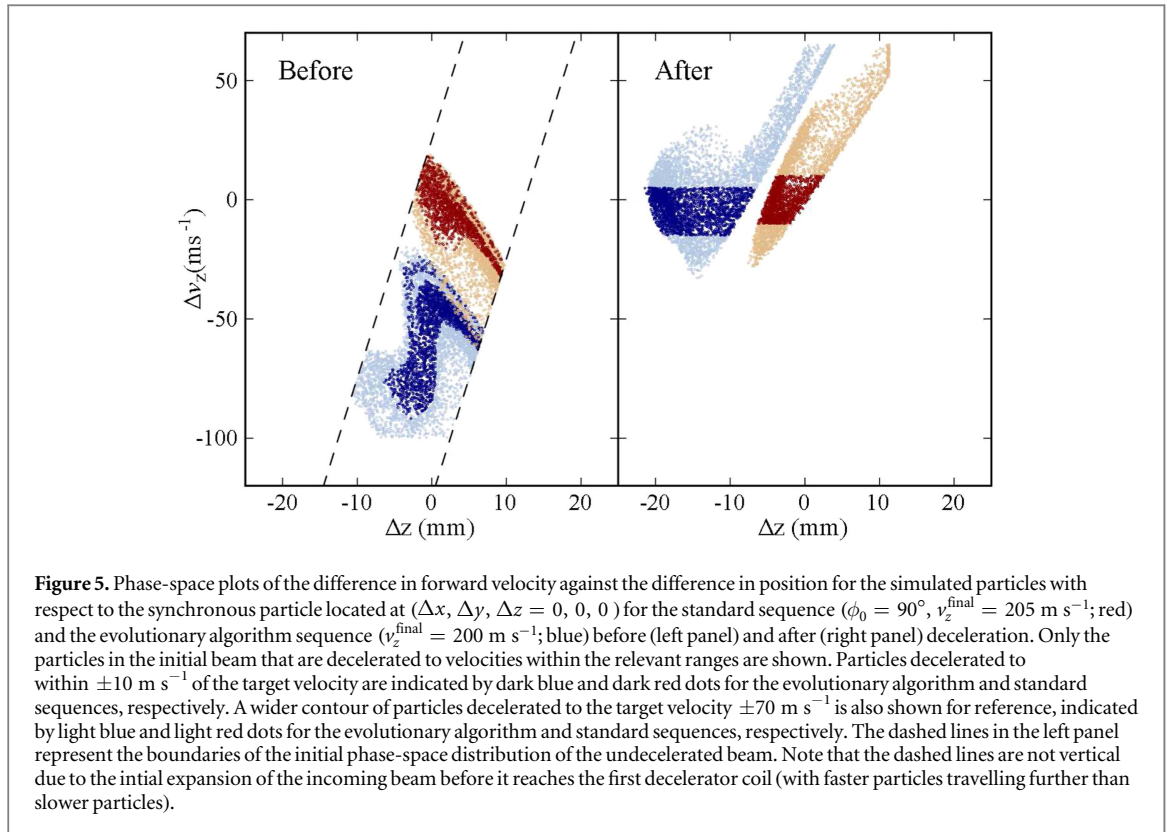 Before
After
50
0
-50
-100
Δv_z(ms⁻¹)
-20 -10 0 10 20
-20 -10 0 10 20
Δz (mm)
Δz (mm)
Figure 5. Phase-space plots of the difference in forward velocity against the difference in position for the simulated particles with
respect to the synchronous particle located at (Δx, Δy, Δz = 0, 0, 0 ) for the standard sequence (ϕ₀ = 90°, v_z^final = 205 m s⁻¹; red)
and the evolutionary algorithm sequence (v_z^final = 200 m s⁻¹; blue) before (left panel) and after (right panel) deceleration. Only the
particles in the initial beam that are decelerated to velocities within the relevant ranges are shown. Particles decelerated to
within ±10 m s⁻¹ of the target velocity are indicated by dark blue and dark red dots for the evolutionary algorithm and standard
sequences, respectively. A wider contour of particles decelerated to the target velocity ±70 m s⁻¹ is also shown for reference, indicated
by light blue and light red dots for the evolutionary algorithm and standard sequences, respectively. The dashed lines in the left panel
represent the boundaries of the initial phase-space distribution of the undecelerated beam. Note that the dashed lines are not vertical
due to the intial expansion of the incoming beam before it reaches the first decelerator coil (with faster particles travelling further than
slower particles).